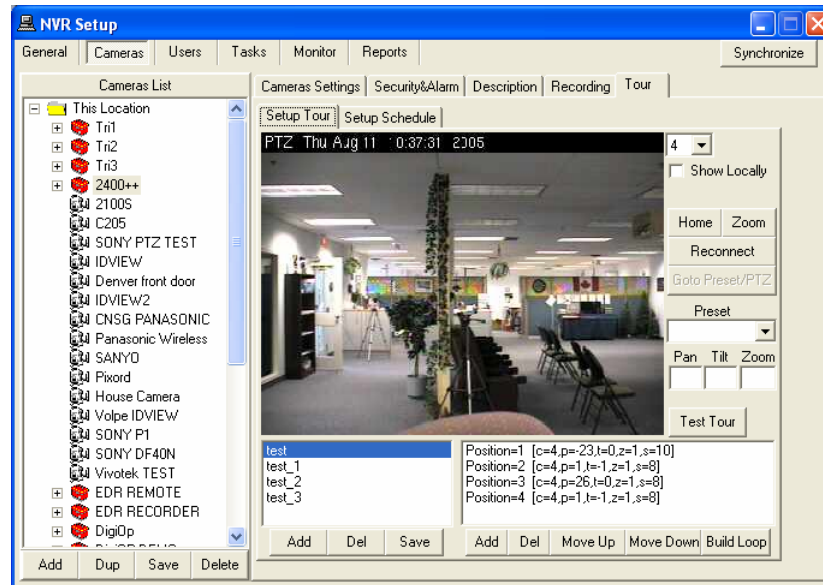 NVR Setup
General Cameras Users Tasks Monitor Reports Synchronize
Cameras List
This Location
Tri1
Tri2
Tri3
2400++
2100S
C205
SONY PTZ TEST
IDVIEW
Denver front door
IDVIEW2
CNSG PANASONIC
Panasonic Wireless
SANYO
Pixord
House Camera
Volpe IDVIEW
SONY P1
SONY DF40N
Vivotek TEST
EDR REMOTE
EDR RECORDER
DigiOp
Add Dup Save Delete
Cameras Settings Security&Alarm Description Recording Tour
Setup Tour Setup Schedule
PTZ Thu Aug 11 10:37:31 2005
4
Show Locally
Home Zoom
Reconnect
Goto Preset/PTZ
Preset
Pan Tilt Zoom
Test Tour
test
test_1
test_2
test_3
Position=1 [c=4,p=-23,t=0,z=1,s=10]
Position=2 [c=4,p=1,t=-1,z=1,s=8]
Position=3 [c=4,p=26,t=0,z=1,s=8]
Position=4 [c=4,p=1,t=-1,z=1,s=8]
Add Del Save
Add Del Move Up Move Down Build Loop